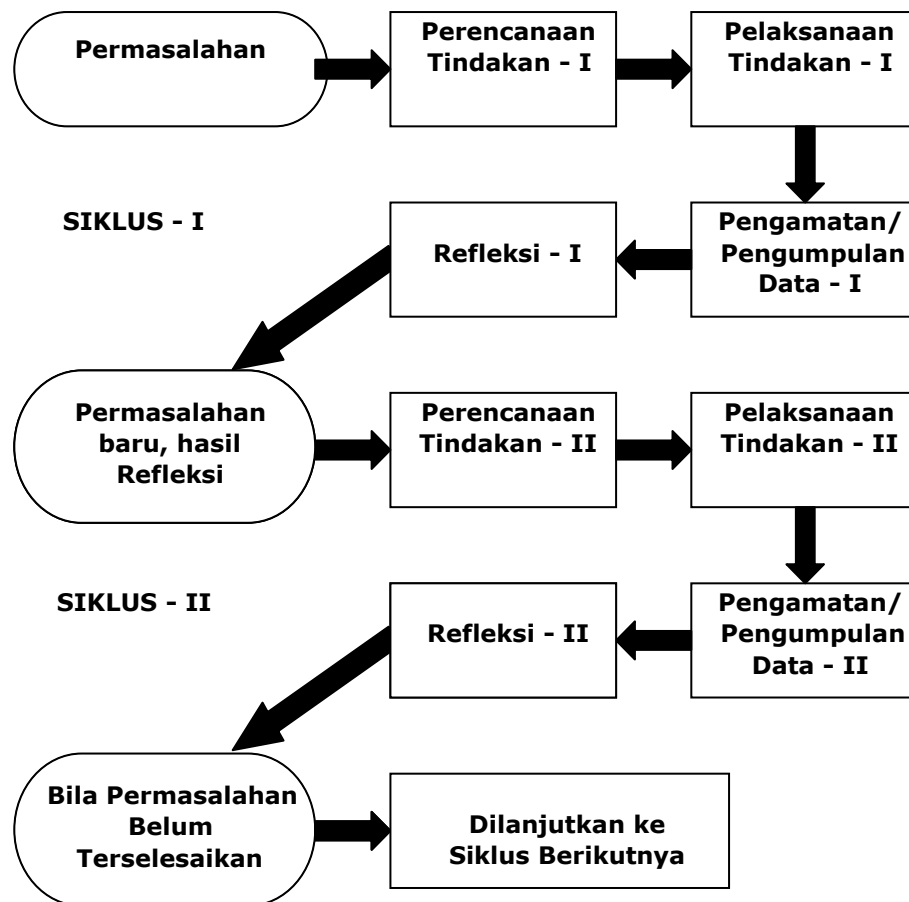 Permasalahan
Perencanaan
Tindakan - I
Pelaksanaan
Tindakan - I
SIKLUS - I
Refleksi - I
Pengamatan/
Pengumpulan
Data - I
Permasalahan
baru, hasil
Refleksi
Perencanaan
Tindakan - II
Pelaksanaan
Tindakan - II
SIKLUS - II
Refleksi - II
Pengamatan/
Pengumpulan
Data - II
Bila Permasalahan
Belum
Terselesaikan
Dilanjutkan ke
Siklus Berikutnya